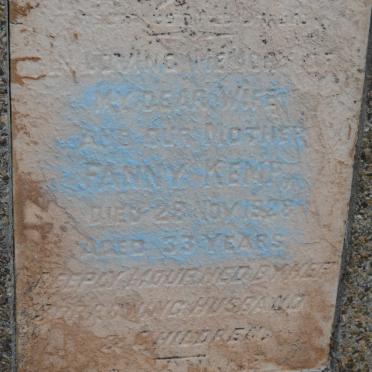 LOVING MEMORY OF
MY DEAR WIFE
AND OUR MOTHER
FANNY KEMP
DIED 28 NOV. 1928
AGED 53 YEARS
DEEPLY MOURNED BY HER
SORROWING HUSBAND
& CHILDREN